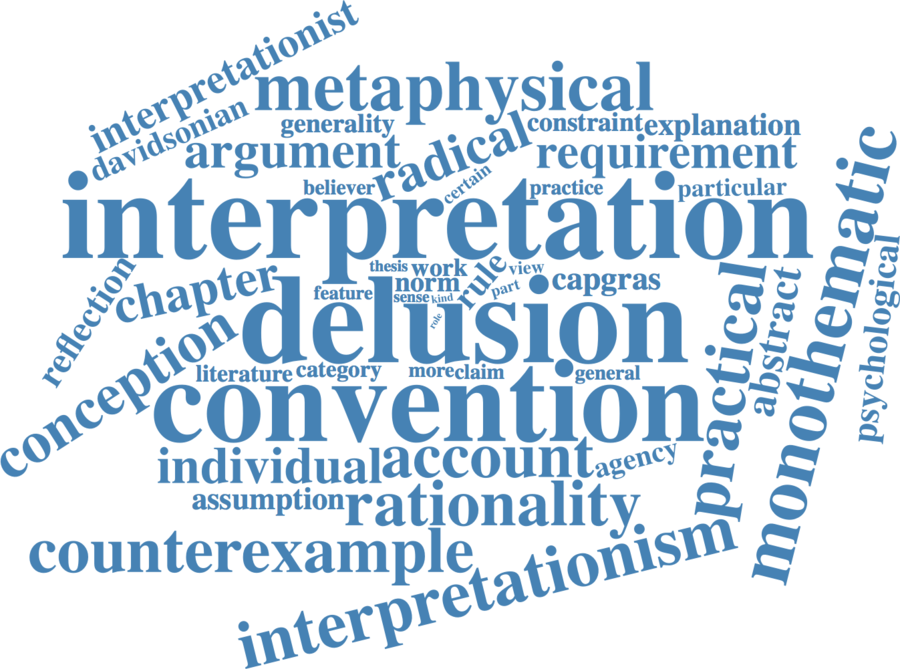 interpretationist
metaphysical
davidsonian
generality
constraint
explanation
argument
radical
requirement
believer
certain
practice
particular
interpretation
monothematic
psychological
thesis
work
view
norm
rule
part
capgras
feature
sense
kind
role
reflection
chapter
delusion
practical
abstract
conception
literature
category
more
claim
general
convention
individual
account
agency
assumption
rationality
counterexample
interpretationism